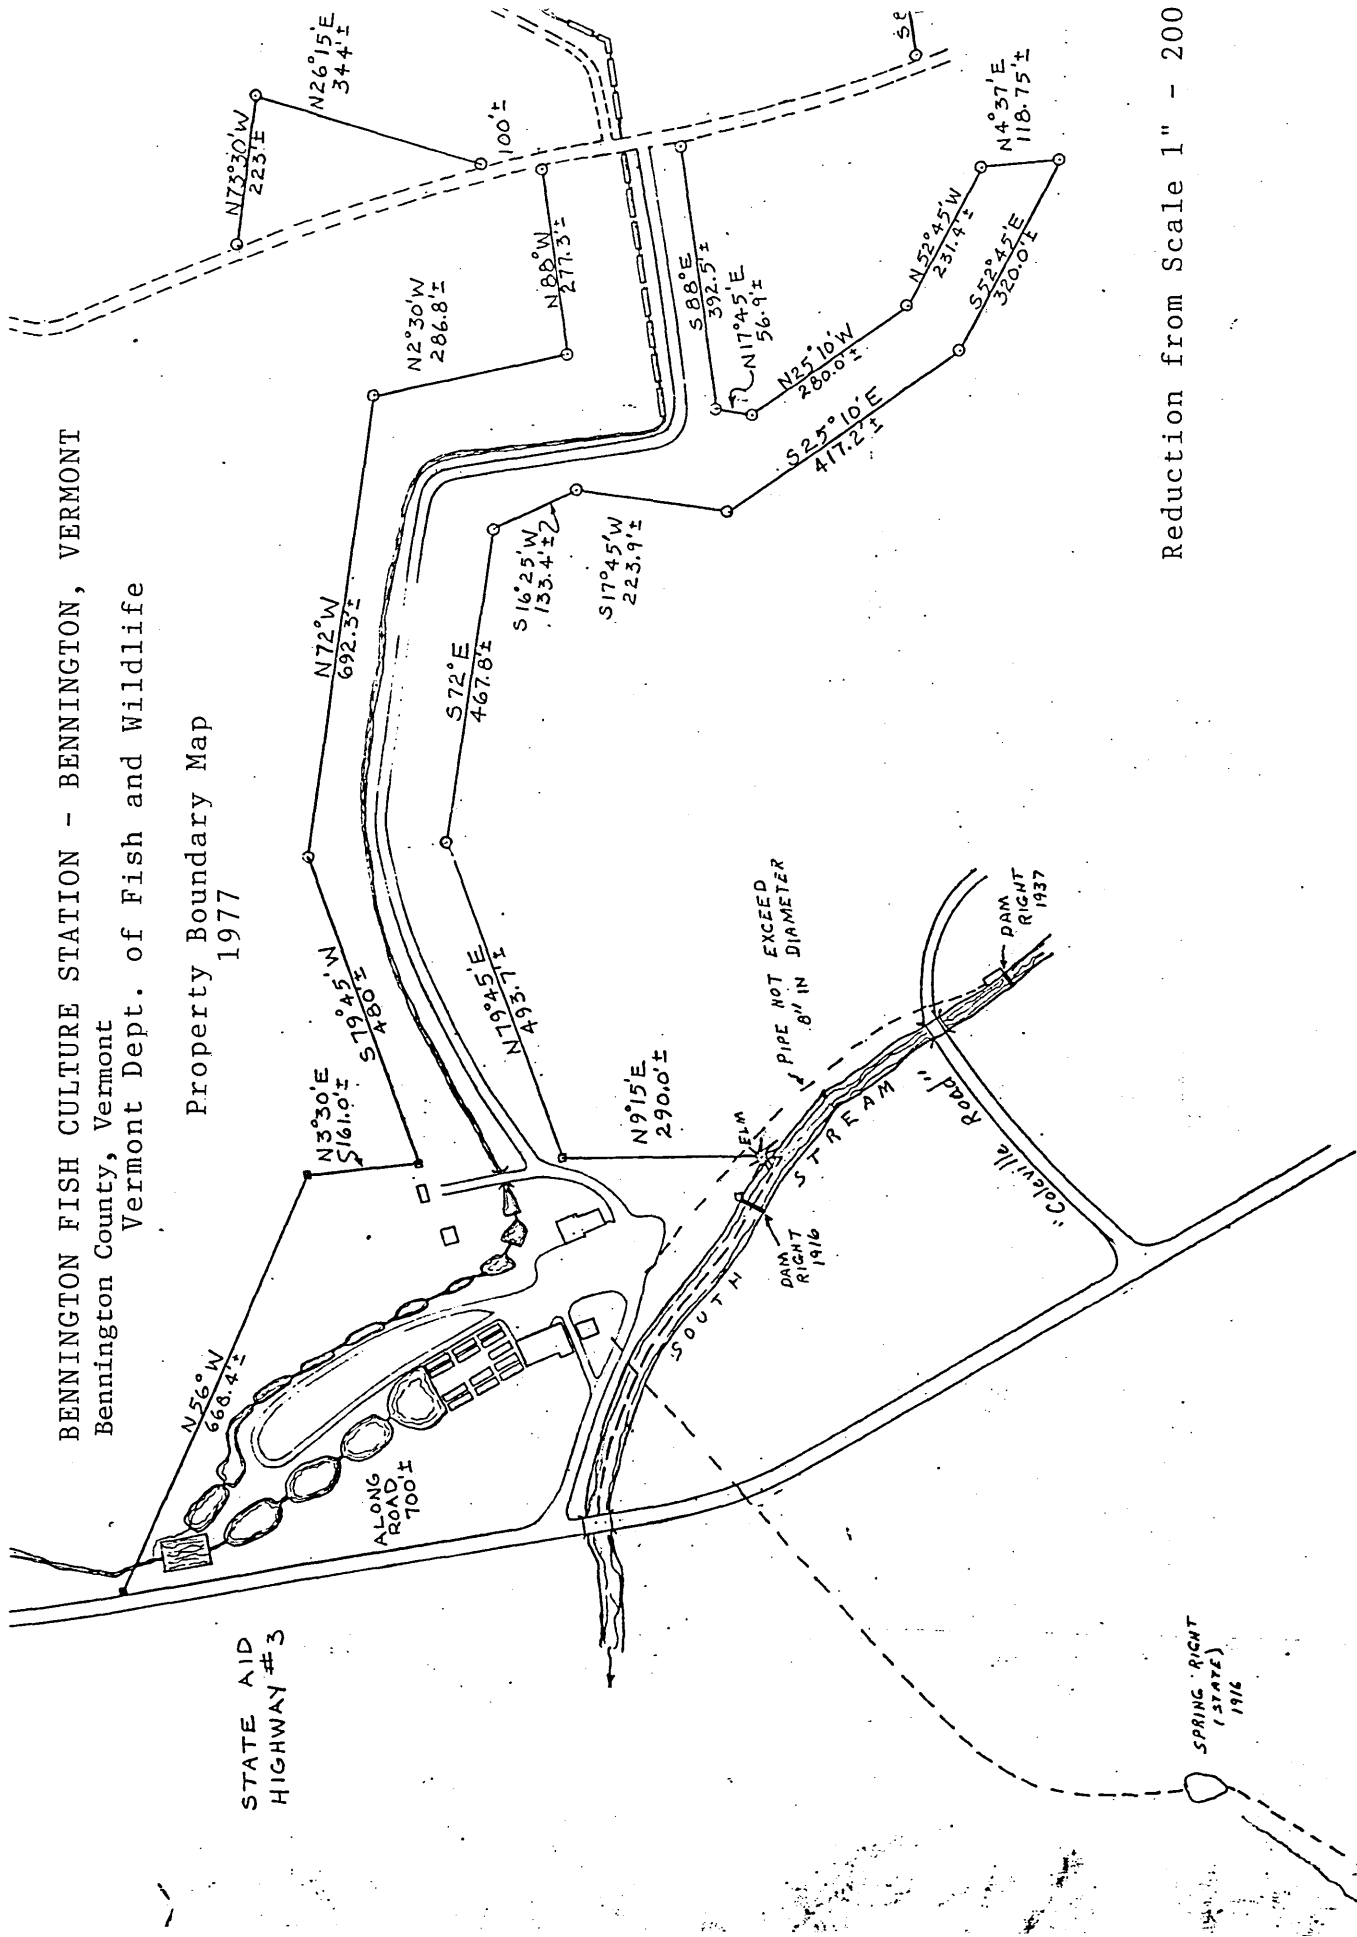 BENNINGTON FISH CULTURE STATION - BENNINGTON, VERMONT
Bennington County, Vermont
Vermont Dept. of Fish and Wildlife
Property Boundary Map
1977
STATE AID
HIGHWAY #3
N56°W
668.4'±
N3°30'E
161.0'±
S79°45'W
480'±
N72°W
692.3'±
N2°30'W
286.8'±
N88°W
277.3'±
100'±
N73°30'W
223'±
N26°15'E
344'±
ALONG
ROAD
700'±
N79°45'E
493.7'±
S72°E
467.8'±
S16°25'W
133.4'±
S17°45'W
223.9'±
S88°E
392.5'±
N17°45'E
56.9'±
N25°10'W
280.0'±
S25°10'E
417.2'±
N52°45'W
231.4'±
S52°45'E
320.0'±
N4°37'E
118.75'±
N9°15'E
290.0'±
ELM
PIPE NOT EXCEED
8" IN DIAMETER
SOUTH STREAM
DAM
RIGHT
1916
DAM
RIGHT
1937
"Coleville Road"
SPRING RIGHT
(STATE)
1916
Reduction from Scale 1" - 200